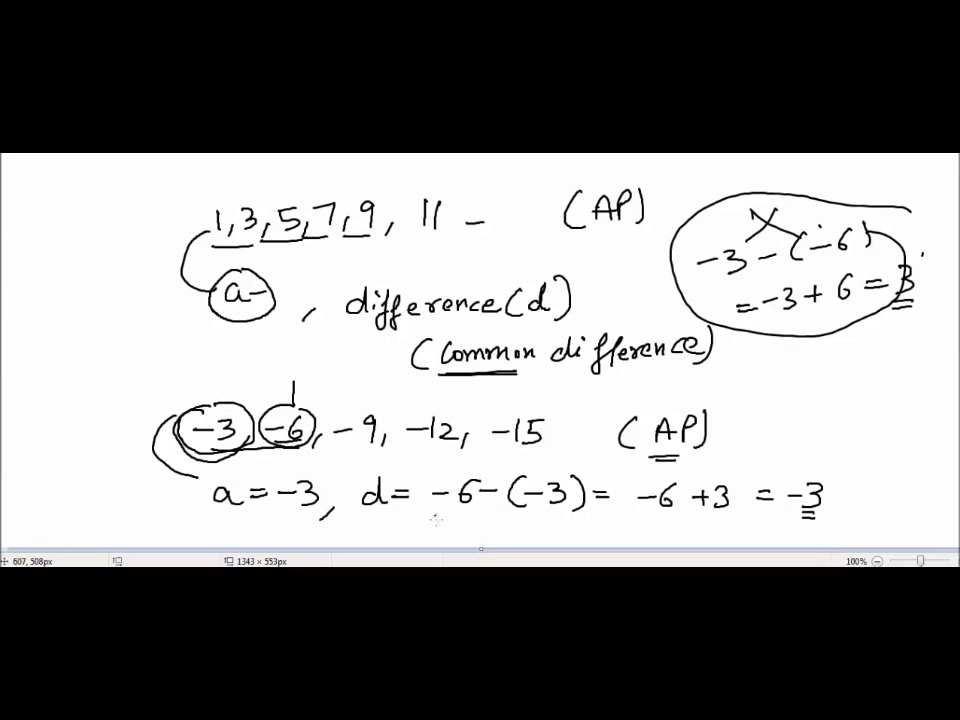 1, 3, 5, 7, 9, 11 - (AP)
a- , difference (d)
(Common difference)
-3 - (-6)
= -3 + 6 = 3
-3, -6, -9, -12, -15 (AP)
a = -3, d = -6 - (-3) = -6 + 3 = -3
607, 508px 1343 × 553px 100%